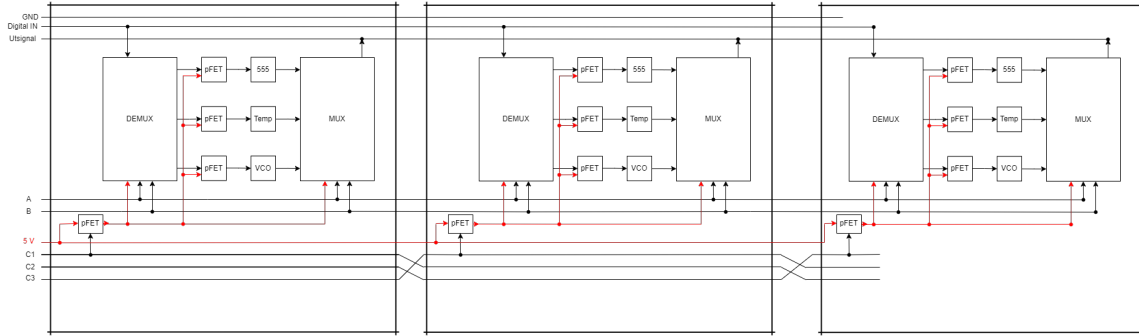 GND
Digital IN
Utsignal
pFET 555 pFET 555 pFET 555
DEMUX pFET Temp MUX DEMUX pFET Temp MUX DEMUX pFET Temp MUX
pFET VCO pFET VCO pFET VCO
A
B
pFET pFET pFET
5 V
C1
C2
C3